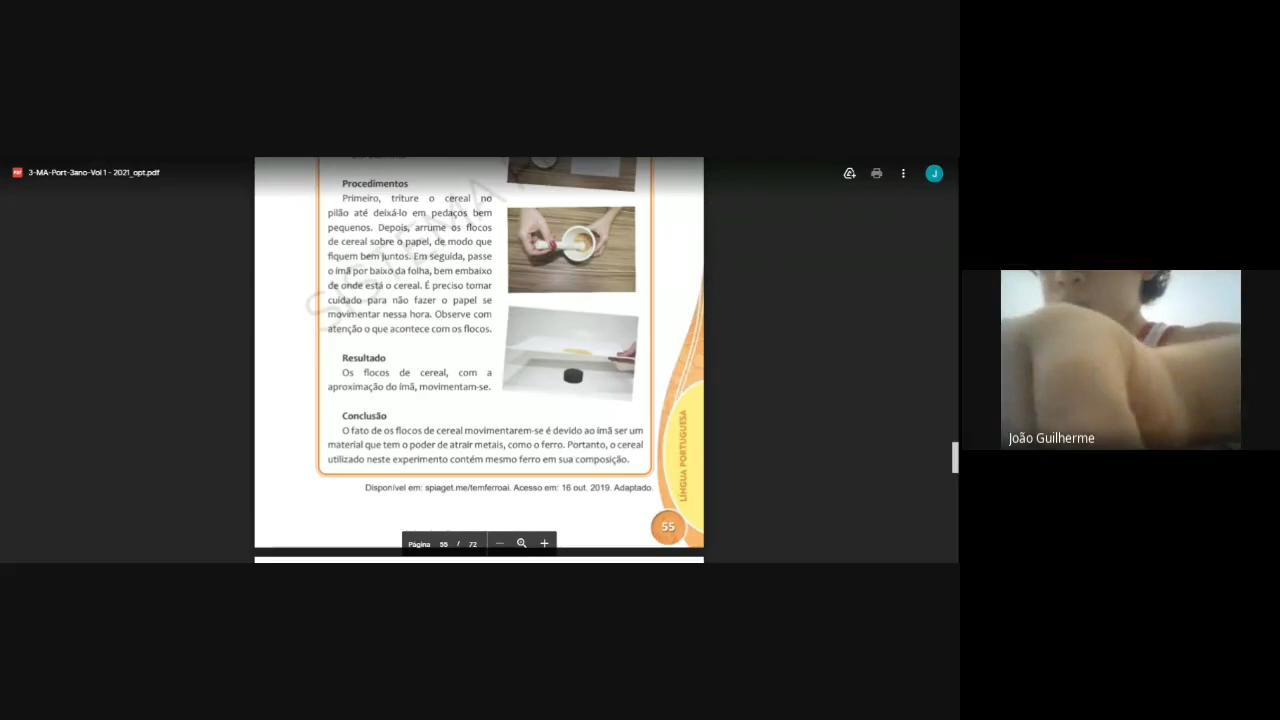 3-MA-Port-3ano-Vol 1 - 2021_opt.pdf
J
SISTEMA
Procedimentos
Primeiro, triture o cereal no
pilão até deixá-lo em pedaços bem
pequenos. Depois, arrume os flocos
de cereal sobre o papel, de modo que
fiquem bem juntos. Em seguida, passe
o ímã por baixo da folha, bem embaixo
de onde está o cereal. É preciso tomar
cuidado para não fazer o papel se
movimentar nessa hora. Observe com
atenção o que acontece com os flocos.
Resultado
Os flocos de cereal, com a
aproximação do ímã, movimentam-se.
Conclusão
O fato de os flocos de cereal movimentarem-se é devido ao ímã ser um
material que tem o poder de atrair metais, como o ferro. Portanto, o cereal
utilizado neste experimento contém mesmo ferro em sua composição.
Disponível em: spiaget.me/temferroai. Acesso em: 16 out. 2019. Adaptado.
LÍNGUA PORTUGUESA
55
Página 55 / 72
João Guilherme